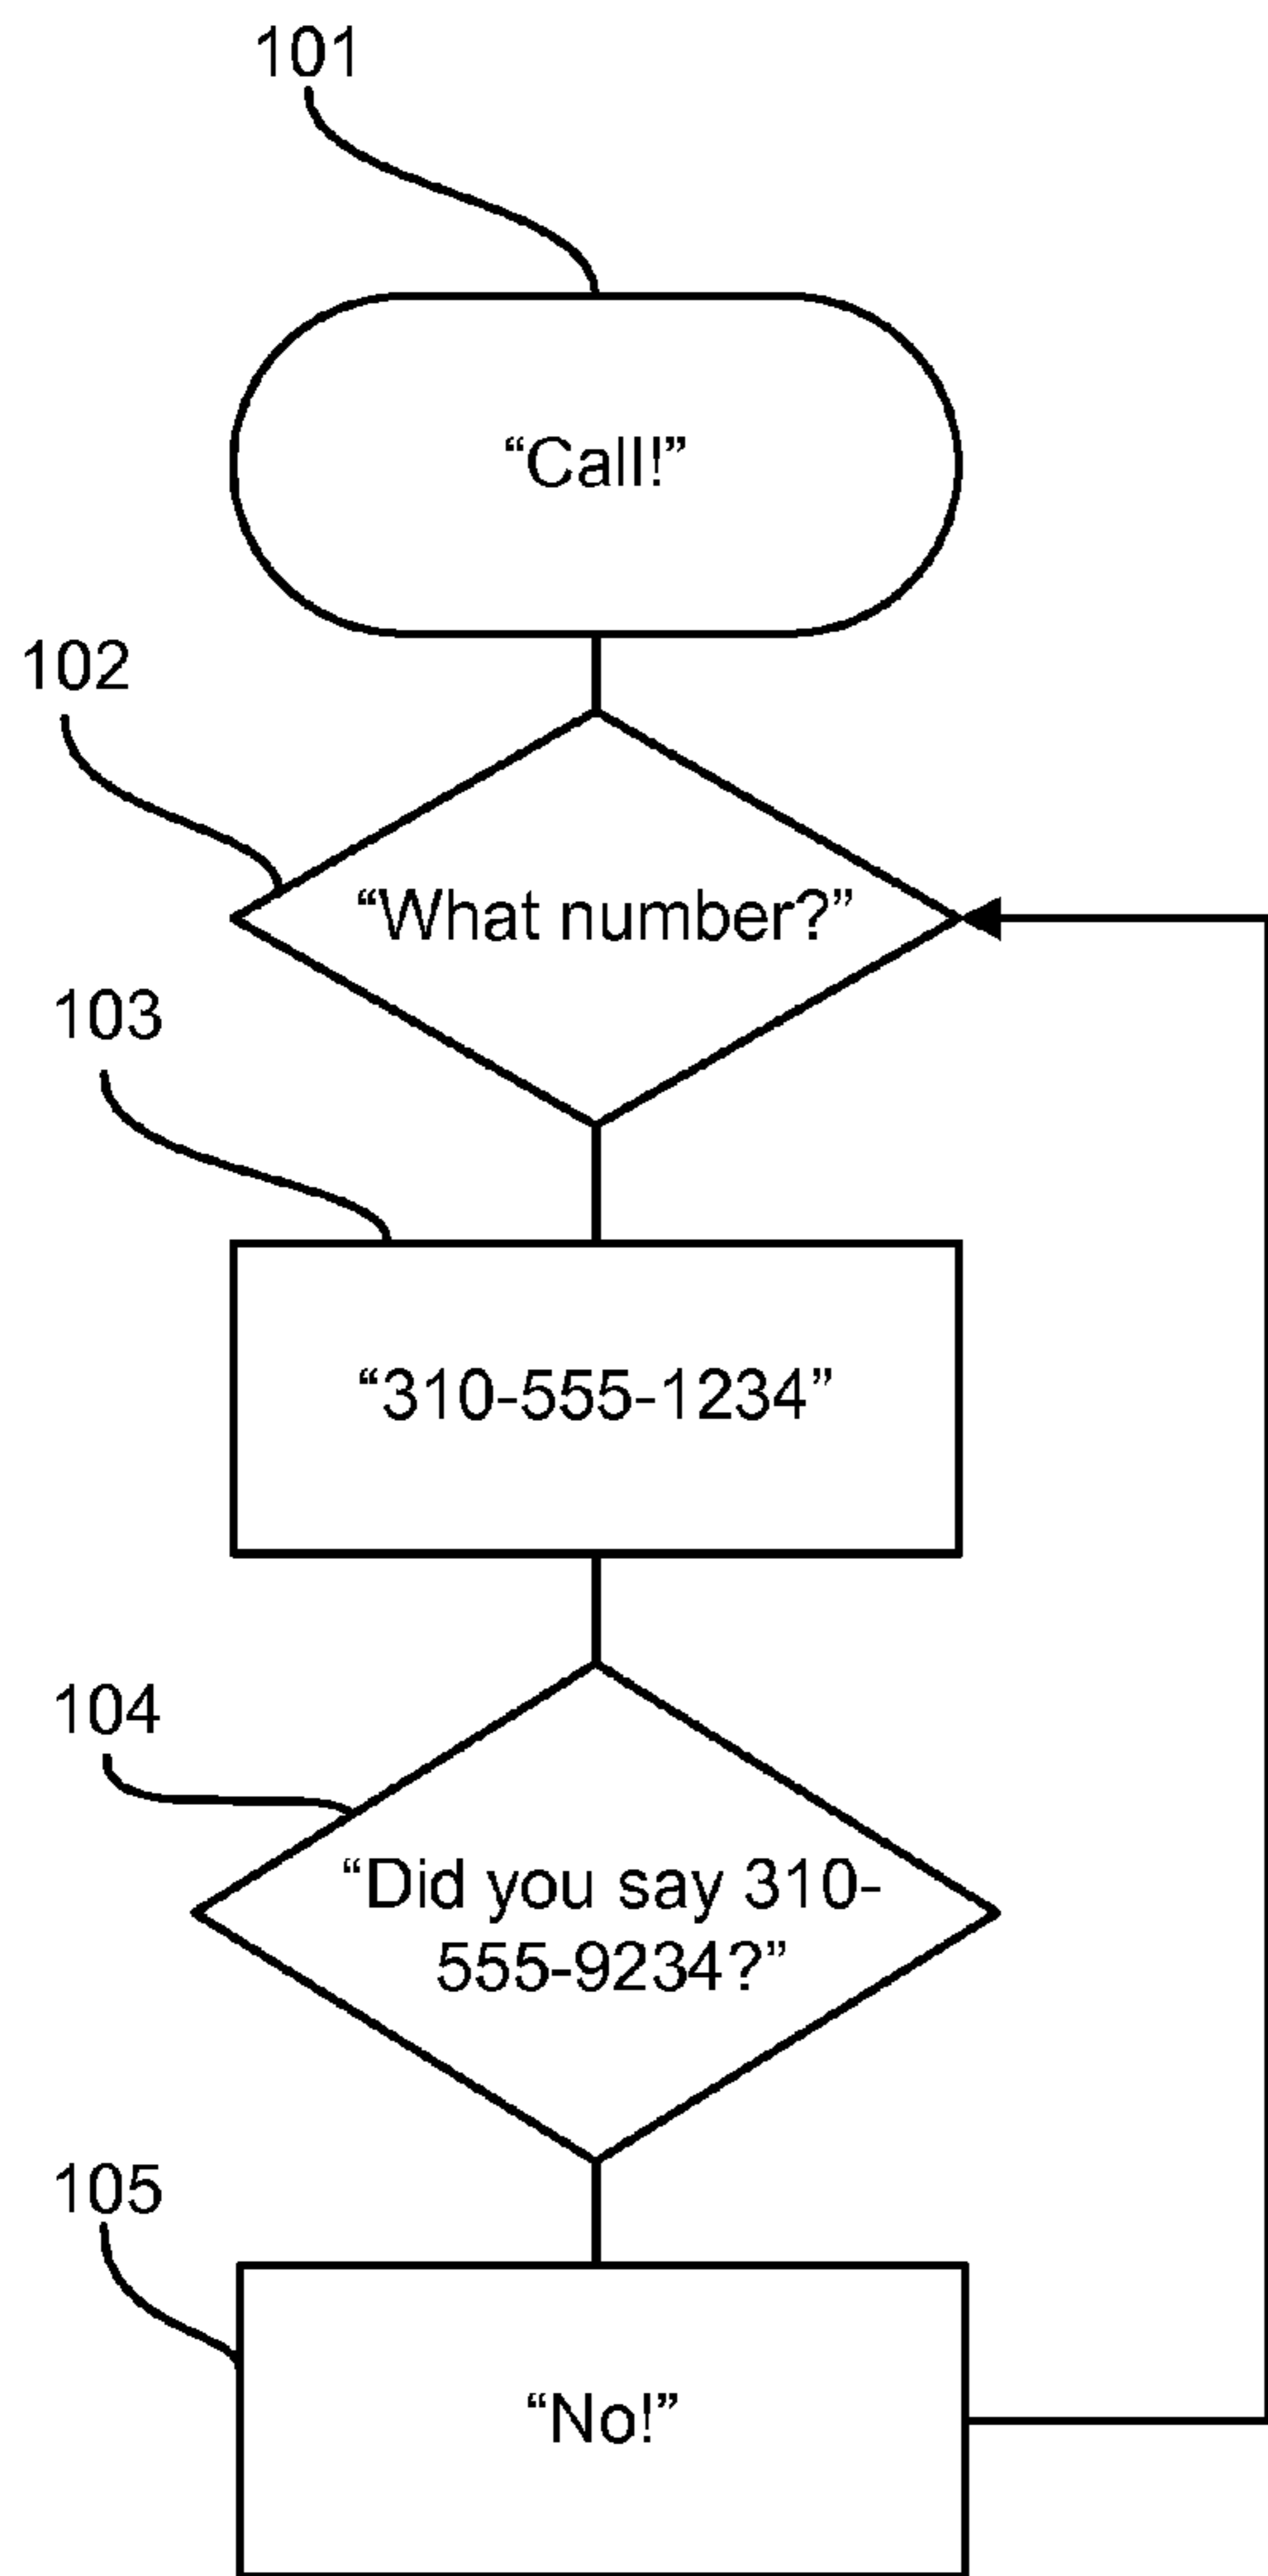 101
“Call!”
102
“What number?”
103
“310-555-1234”
104
“Did you say 310-
555-9234?”
105
“No!”